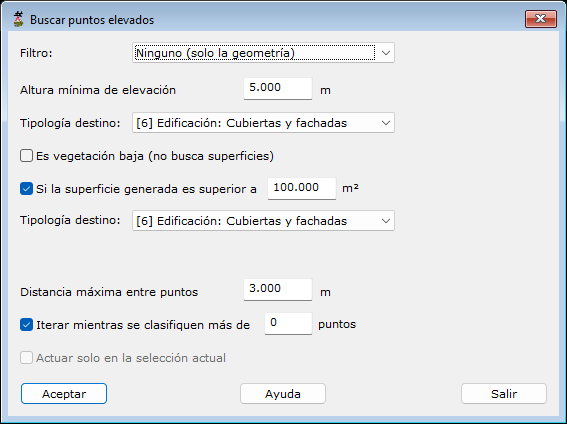 Buscar puntos elevados
Filtro: Ninguno (solo la geometría)
Altura mínima de elevación 5.000 m
Tipología destino: [6] Edificación: Cubiertas y fachadas
Es vegetación baja (no busca superficies)
Si la superficie generada es superior a 100.000 m²
Tipología destino: [6] Edificación: Cubiertas y fachadas
Distancia máxima entre puntos 3.000 m
Iterar mientras se clasifiquen más de 0 puntos
Actuar solo en la selección actual
Aceptar Ayuda Salir